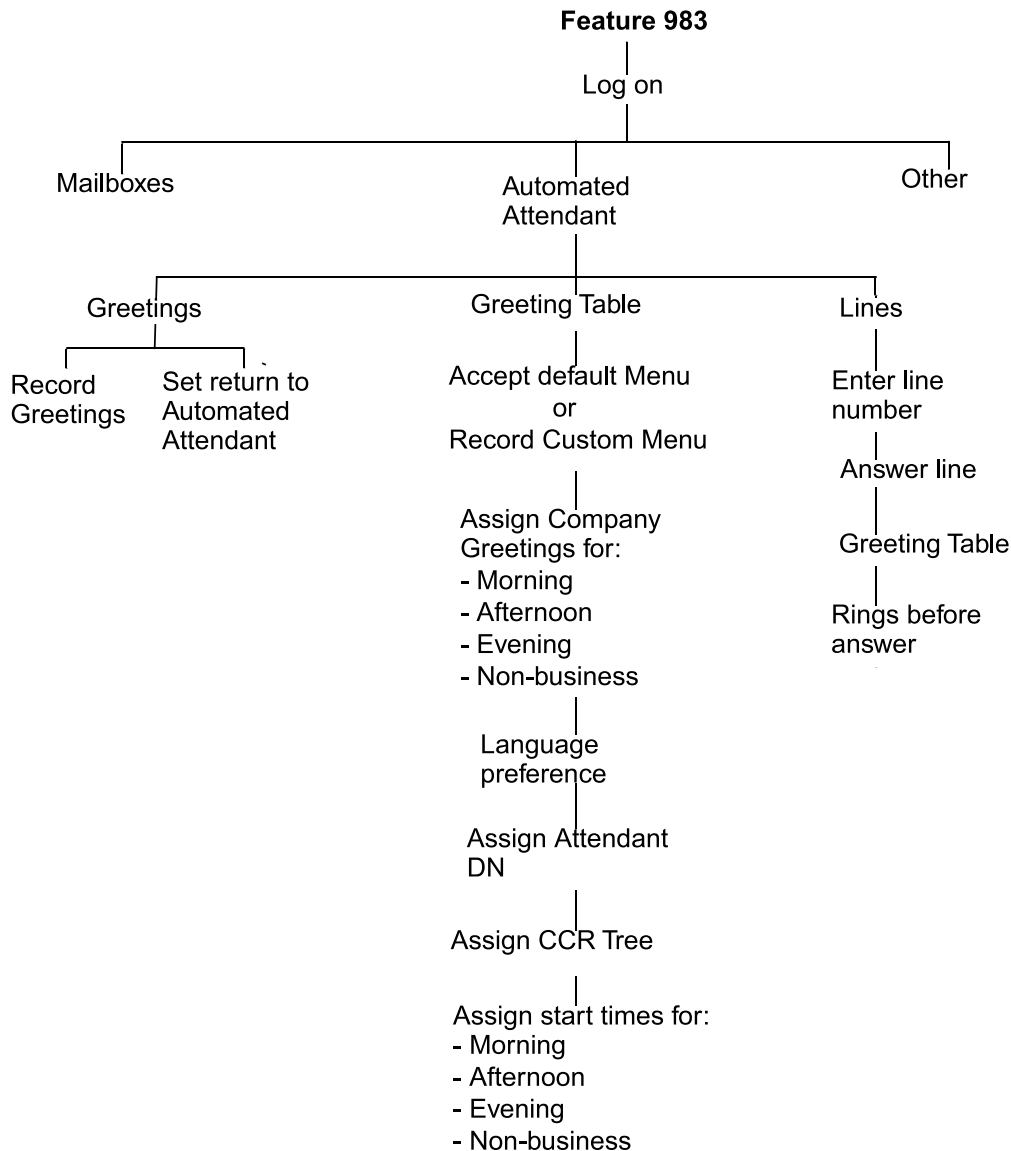 Feature 983
Log on
Mailboxes
Automated
Attendant
Other
Greetings
Greeting Table
Lines
Record
Greetings
Set return to
Automated
Attendant
Accept default Menu
or
Record Custom Menu
Enter line
number
Answer line
Assign Company
Greetings for:
- Morning
- Afternoon
- Evening
- Non-business
Greeting Table
Rings before
answer
Language
preference
Assign Attendant
DN
Assign CCR Tree
Assign start times for:
- Morning
- Afternoon
- Evening
- Non-business